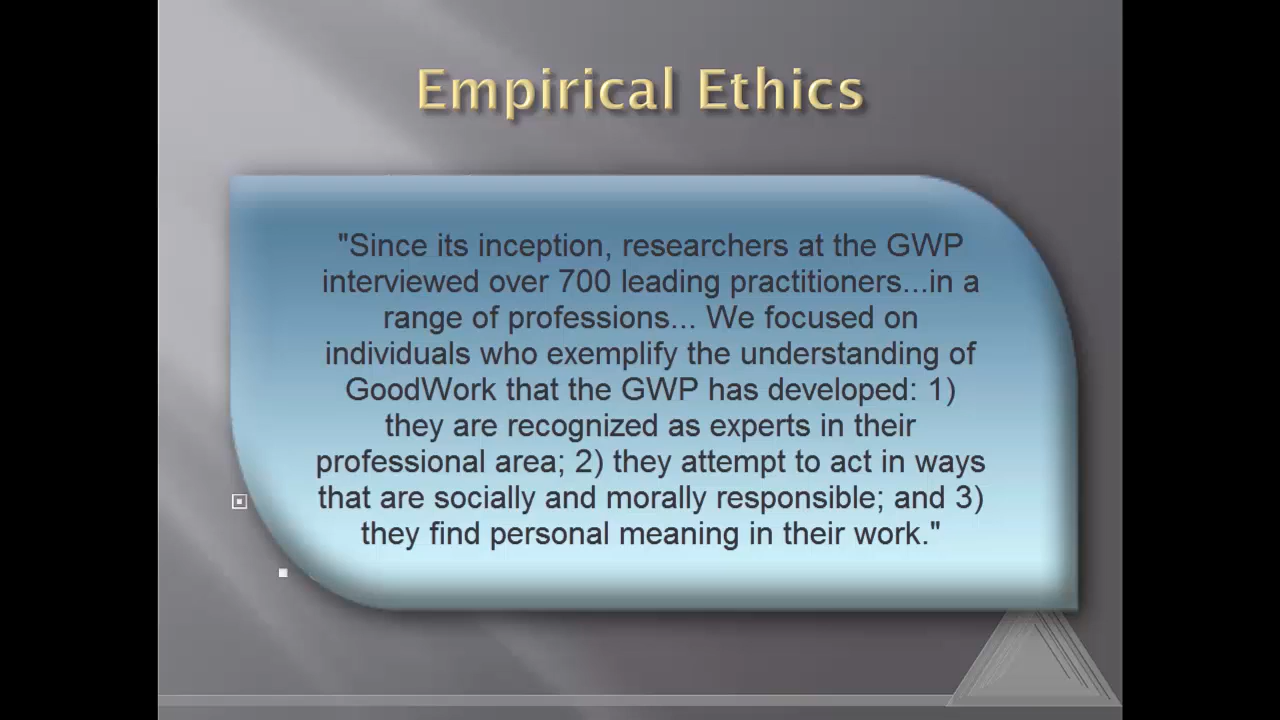 Empirical Ethics
"Since its inception, researchers at the GWP
interviewed over 700 leading practitioners...in a
range of professions... We focused on
individuals who exemplify the understanding of
GoodWork that the GWP has developed: 1)
they are recognized as experts in their
professional area; 2) they attempt to act in ways
that are socially and morally responsible; and 3)
they find personal meaning in their work."